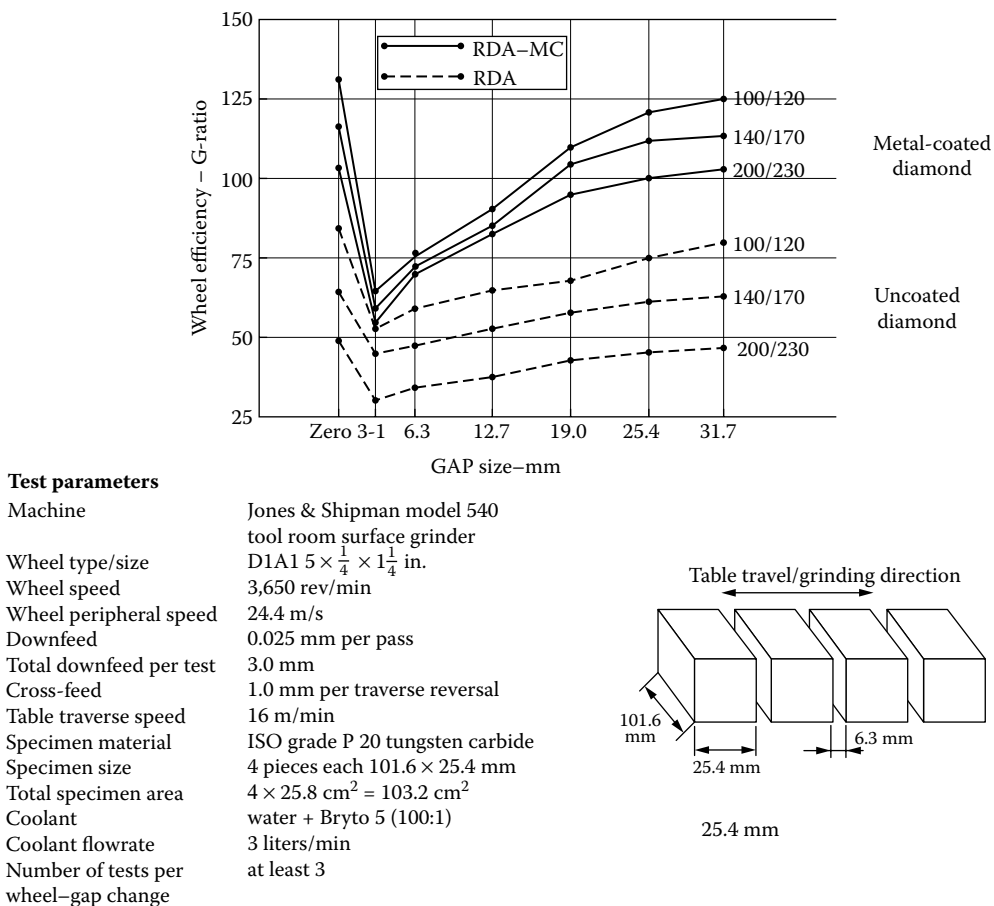 150
125
100
75
50
25
Wheel efficiency – G-ratio
RDA–MC
RDA
100/120
140/170
200/230
Metal-coated
diamond
100/120
140/170
200/230
Uncoated
diamond
Zero 3-1 6.3 12.7 19.0 25.4 31.7
GAP size–mm
Test parameters
Machine Jones & Shipman model 540
tool room surface grinder
Wheel type/size D1A1 5 × 1/4 × 1 1/4 in.
Wheel speed 3,650 rev/min
Wheel peripheral speed 24.4 m/s
Downfeed 0.025 mm per pass
Total downfeed per test 3.0 mm
Cross-feed 1.0 mm per traverse reversal
Table traverse speed 16 m/min
Specimen material ISO grade P 20 tungsten carbide
Specimen size 4 pieces each 101.6 × 25.4 mm
Total specimen area 4 × 25.8 cm² = 103.2 cm²
Coolant water + Bryto 5 (100:1)
Coolant flowrate 3 liters/min
Number of tests per at least 3
wheel–gap change
Table travel/grinding direction
101.6
mm
25.4 mm
6.3 mm
25.4 mm